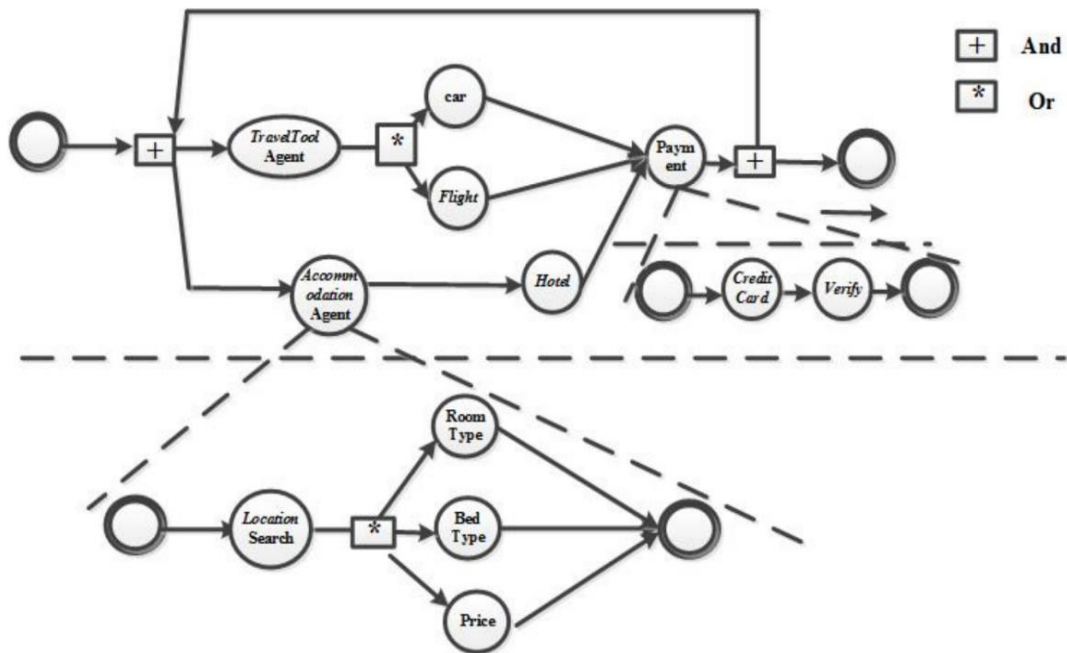 + And
* Or
car
+
TravelTool
Agent
*
Paym
ent
+
Flight
Accomm
odation
Agent
Hotel
Credit
Card
Verify
Room
Type
Location
Search
*
Bed
Type
Price